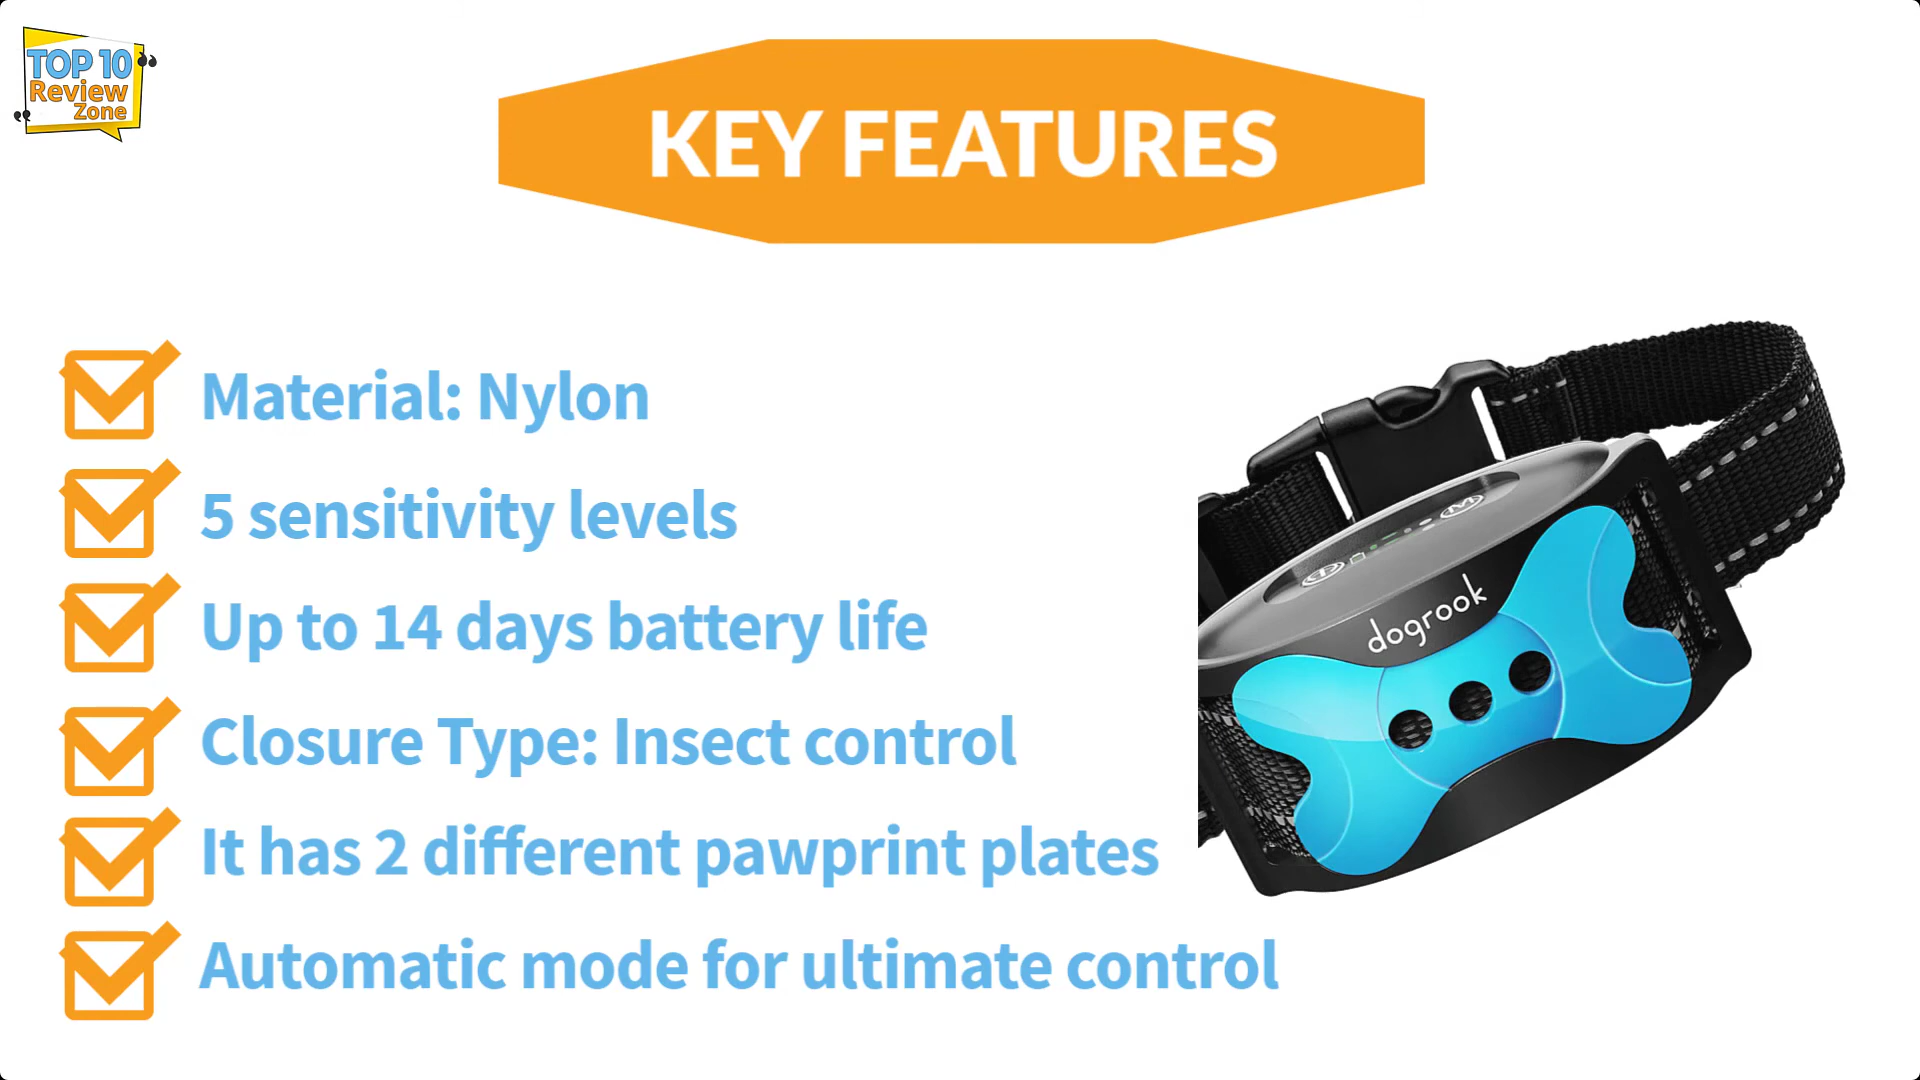 TOP 10
Review
Zone
KEY FEATURES
Material: Nylon
5 sensitivity levels
Up to 14 days battery life
Closure Type: Insect control
It has 2 different pawprint plates
Automatic mode for ultimate control
M
dogrook